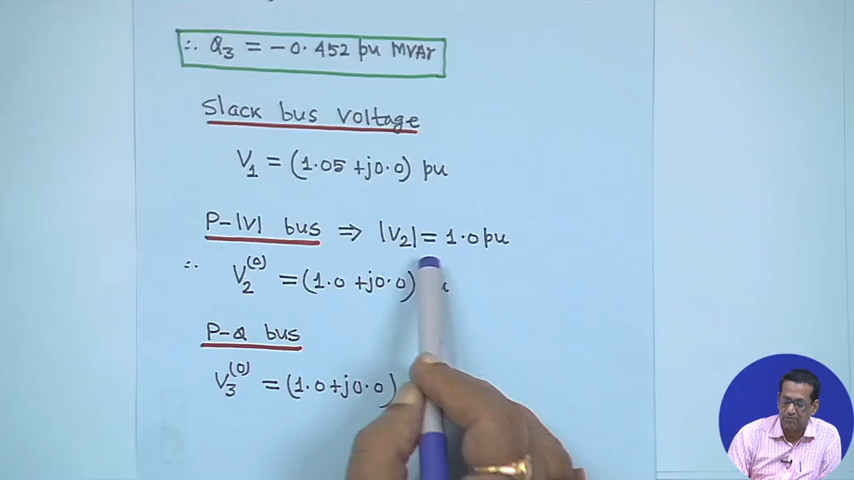 ∴ Q₃ = -0.452 pu MVAr
Slack bus voltage
V₁ = (1.05 + j0.0) pu
P-|V| bus ⇒ |V₂| = 1.0 pu
∴ V₂⁽⁰⁾ = (1.0 + j0.0)
P-Q bus
V₃⁽⁰⁾ = (1.0 + j0.0)